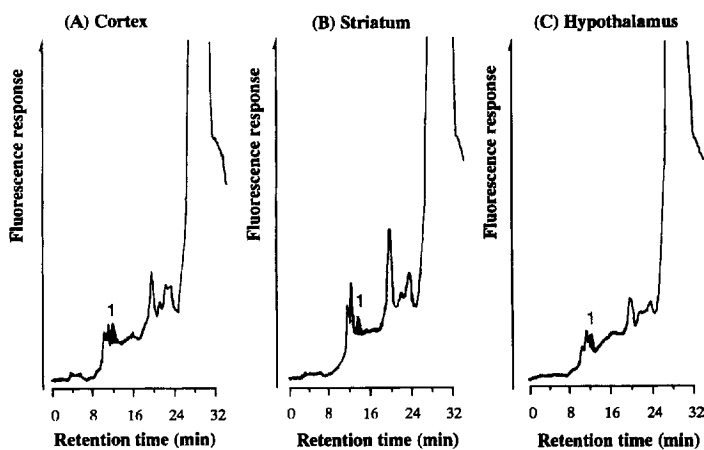 (A) Cortex
Fluorescence response
1
0 8 16 24 32
Retention time (min)
(B) Striatum
Fluorescence response
1
0 8 16 24 32
Retention time (min)
(C) Hypothalamus
Fluorescence response
1
0 8 16 24 32
Retention time (min)